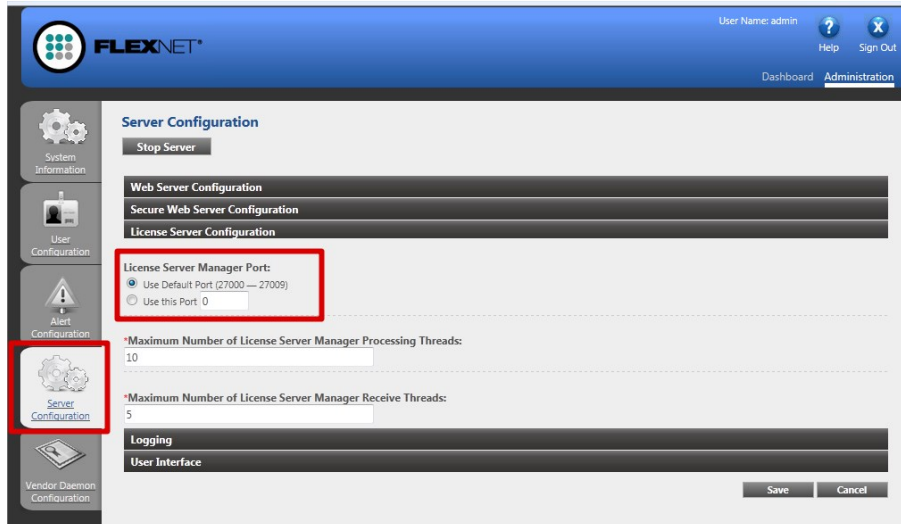 User Name: admin
Help
Sign Out
FLEXNET
Dashboard
Administration
System
Information
User
Configuration
Alert
Configuration
Server
Configuration
Vendor Daemon
Configuration
Server Configuration
Stop Server
Web Server Configuration
Secure Web Server Configuration
License Server Configuration
License Server Manager Port:
Use Default Port (27000 — 27009)
Use this Port 0
*Maximum Number of License Server Manager Processing Threads:
10
*Maximum Number of License Server Manager Receive Threads:
5
Logging
User Interface
Save
Cancel